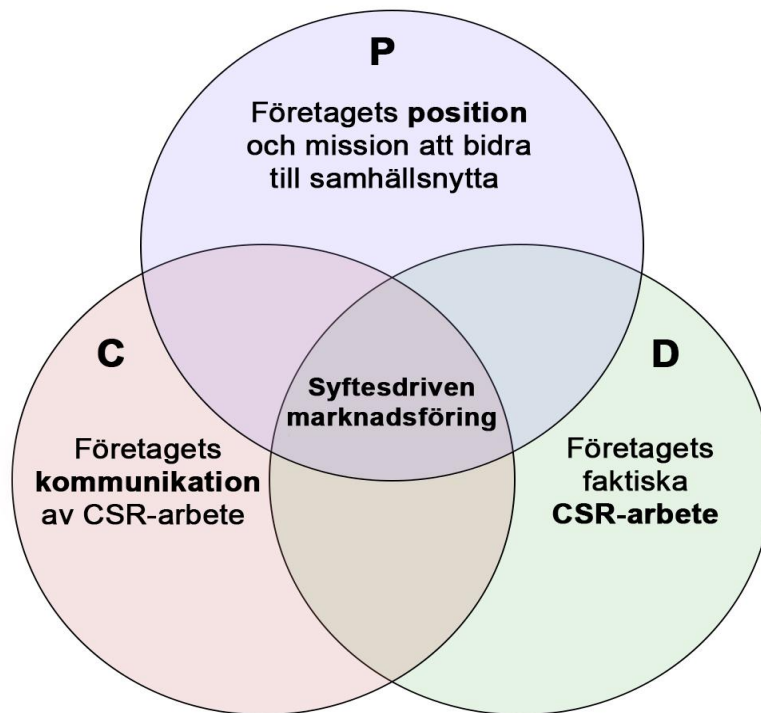 P
Företagets position
och mission att bidra
till samhällsnytta
C
Företagets
kommunikation
av CSR-arbete
Syftesdriven
marknadsföring
D
Företagets
faktiska
CSR-arbete